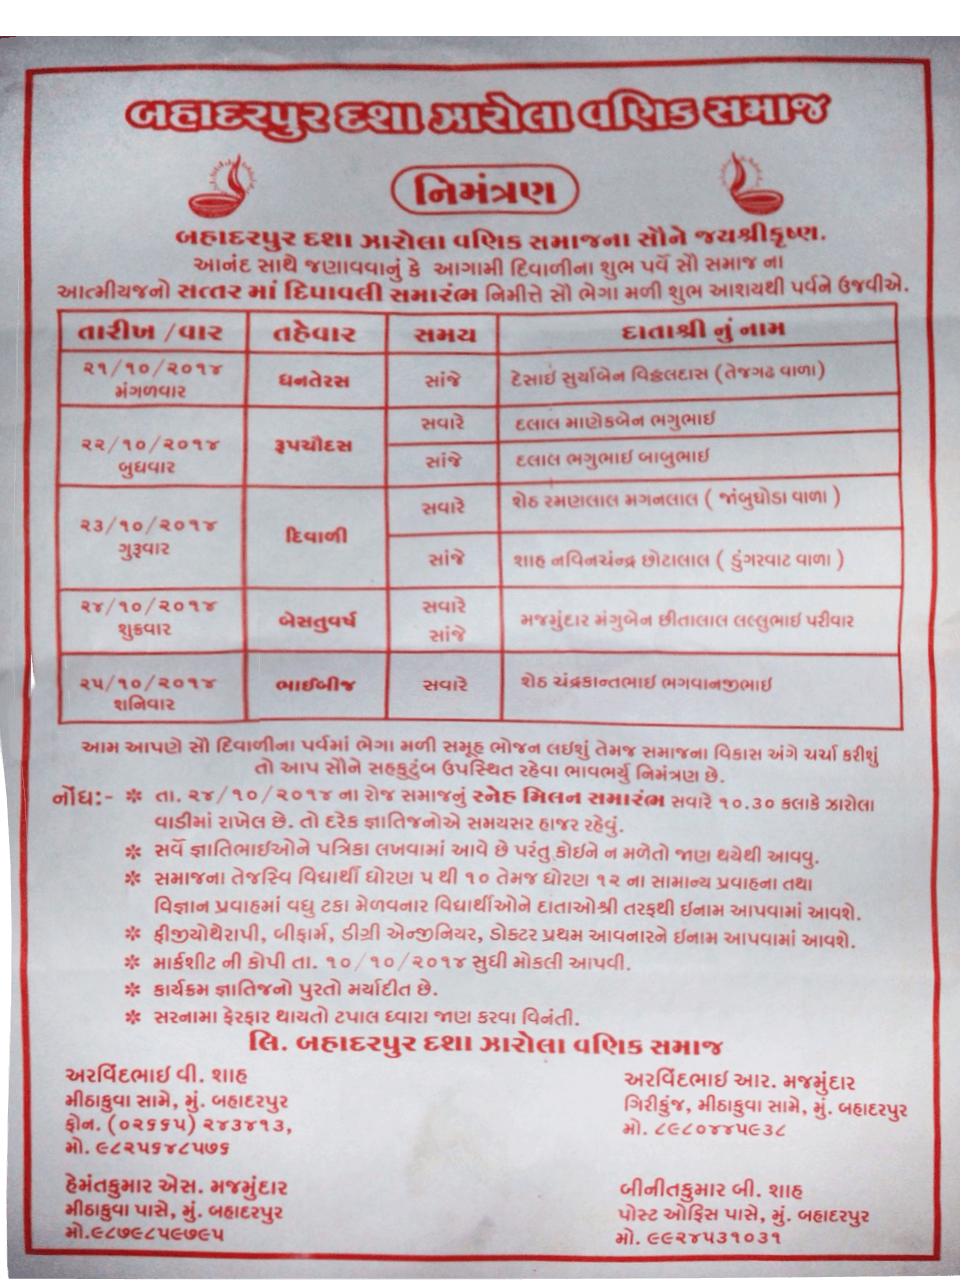 બહાદરપુર દશા ઝારોલા વણિક સમાજ
નિમંત્રણ
બહાદરપુર દશા ઝારોલા વણિક સમાજના સૌને જયશ્રીકૃષ્ણ.
આનંદ સાથે જણાવવાનું કે આગામી દિવાળીના શુભ પર્વે સૌ સમાજ ના
આત્મીયજનો સત્તર માં દિપાવલી સમારંભ નિમીત્તે સૌ ભેગા મળી શુભ આશયથી પર્વને ઉજવીએ.
તારીખ /વાર તહેવાર સમય દાતાશ્રી નું નામ
૨૧/૧૦/૨૦૧૪ મંગળવાર ધનતેરસ સાંજે દેસાઈ સુર્યાબેન વિઠ્ઠલદાસ (તેજગઢ વાળા)
૨૨/૧૦/૨૦૧૪ બુધવાર રૂપચૌદસ સવારે દલાલ માણેકબેન ભગુભાઈ
સાંજે દલાલ ભગુભાઈ બાબુભાઈ
૨૩/૧૦/૨૦૧૪ ગુરૂવાર દિવાળી સવારે શેઠ રમણલાલ મગનલાલ ( જાંબુઘોડા વાળા )
સાંજે શાહ નવિનચંદ્ર છોટાલાલ ( ડુંગરવાટ વાળા )
૨૪/૧૦/૨૦૧૪ શુક્રવાર બેસતુવર્ષ સવારે સાંજે મજમુંદાર મંગુબેન છીતાલાલ લલ્લુભાઈ પરીવાર
૨૫/૧૦/૨૦૧૪ શનિવાર ભાઈબીજ સવારે શેઠ ચંદ્રકાન્તભાઈ ભગવાનજીભાઈ
આમ આપણે સૌ દિવાળીના પર્વમાં ભેગા મળી સમૂહ ભોજન લઈશું તેમજ સમાજના વિકાસ અંગે ચર્ચા કરીશું
તો આપ સૌને સહકુટુંબ ઉપસ્થિત રહેવા ભાવભર્યુ નિમંત્રણ છે.
નોંધ:- * તા. ૨૪/૧૦/૨૦૧૪ ના રોજ સમાજનું સ્નેહ મિલન સમારંભ સવારે ૧૦.૩૦ કલાકે ઝારોલા
વાડીમાં રાખેલ છે. તો દરેક જ્ઞાતિજનોએ સમયસર હાજર રહેવું.
* સર્વે જ્ઞાતિભાઈઓને પત્રિકા લખવામાં આવે છે પરંતુ કોઈને ન મળેતો જાણ થયેથી આવવુ.
* સમાજના તેજસ્વિ વિદ્યાર્થી ધોરણ ૫ થી ૧૦ તેમજ ધોરણ ૧૨ ના સામાન્ય પ્રવાહના તથા
વિજ્ઞાન પ્રવાહમાં વધુ ટકા મેળવનાર વિદ્યાર્થીઓને દાતાઓશ્રી તરફથી ઈનામ આપવામાં આવશે.
* ફીજીયોથેરાપી, બીફાર્મ, ડીગ્રી એન્જીનિયર, ડોકટર પ્રથમ આવનારને ઈનામ આપવામાં આવશે.
* માર્કશીટ ની કોપી તા. ૧૦/૧૦/૨૦૧૪ સુધી મોકલી આપવી.
* કાર્યક્રમ જ્ઞાતિજનો પુરતો મર્યાદીત છે.
* સરનામા ફેરફાર થાયતો ટપાલ ધ્વારા જાણ કરવા વિનંતી.
લિ. બહાદરપુર દશા ઝારોલા વણિક સમાજ
અરવિંદભાઈ વી. શાહ
મીઠાકુવા સામે, મું. બહાદરપુર
ફોન. (૦૨૬૬૫) ૨૪૩૪૧૩,
મો. ૯૮૨૫૬૪૮૫૭૬
અરવિંદભાઈ આર. મજમુંદાર
ગિરીકુંજ, મીઠાકુવા સામે, મું. બહાદરપુર
મો. ૮૯૮૦૪૪૫૯૩૮
હેમંતકુમાર એસ. મજમુંદાર
મીઠાકુવા પાસે, મું. બહાદરપુર
મો.૯૮૭૯૮૫૯૭૯૫
બીનીતકુમાર બી. શાહ
પોસ્ટ ઓફિસ પાસે, મું. બહાદરપુર
મો. ૯૯૨૪૫૩૧૦૩૧